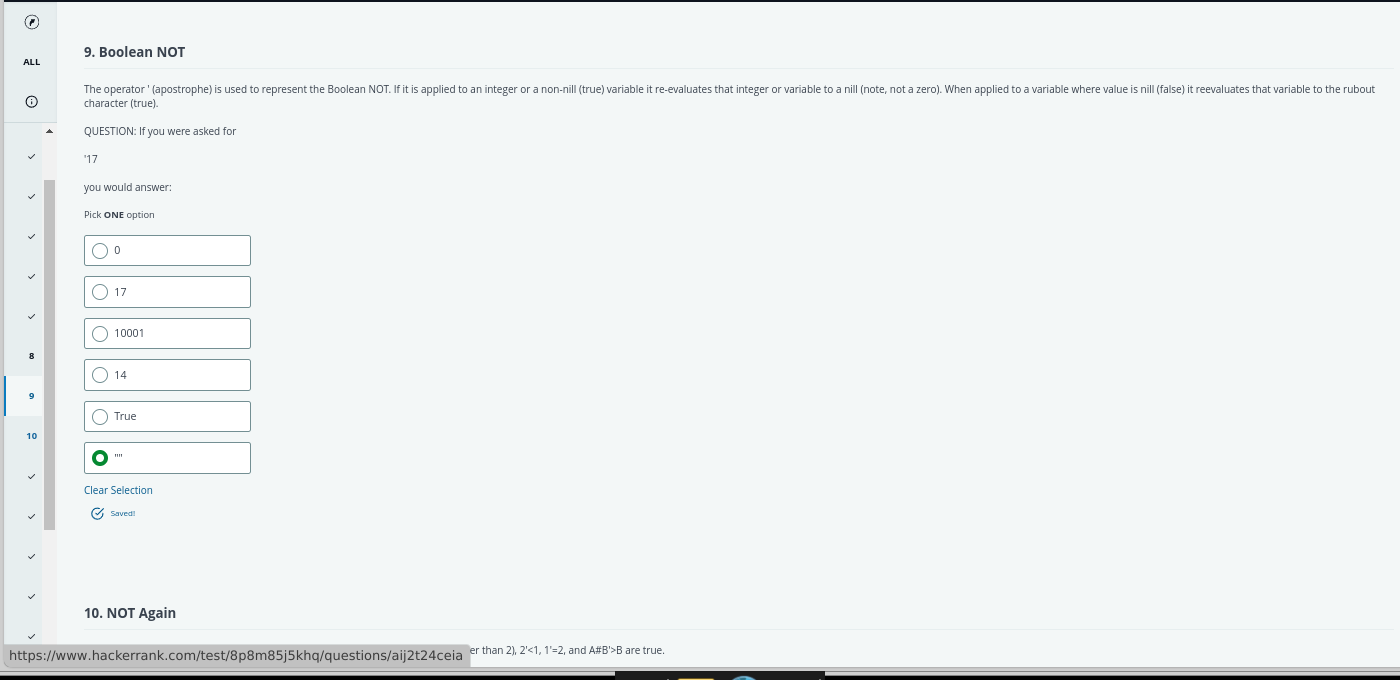 9. Boolean NOT
ALL
The operator ' (apostrophe) is used to represent the Boolean NOT. If it is applied to an integer or a non-nill (true) variable it re-evaluates that integer or variable to a nill (note, not a zero). When applied to a variable where value is nill (false) it reevaluates that variable to the rubout
character (true).
QUESTION: If you were asked for
'17
you would answer:
Pick ONE option
0
17
10001
14
True
""
8
9
10
Clear Selection
Saved!
10. NOT Again
er than 2), 2'<1, 1'=2, and A#B'>B are true.
https://www.hackerrank.com/test/8p8m85j5khq/questions/aij2t24ceia